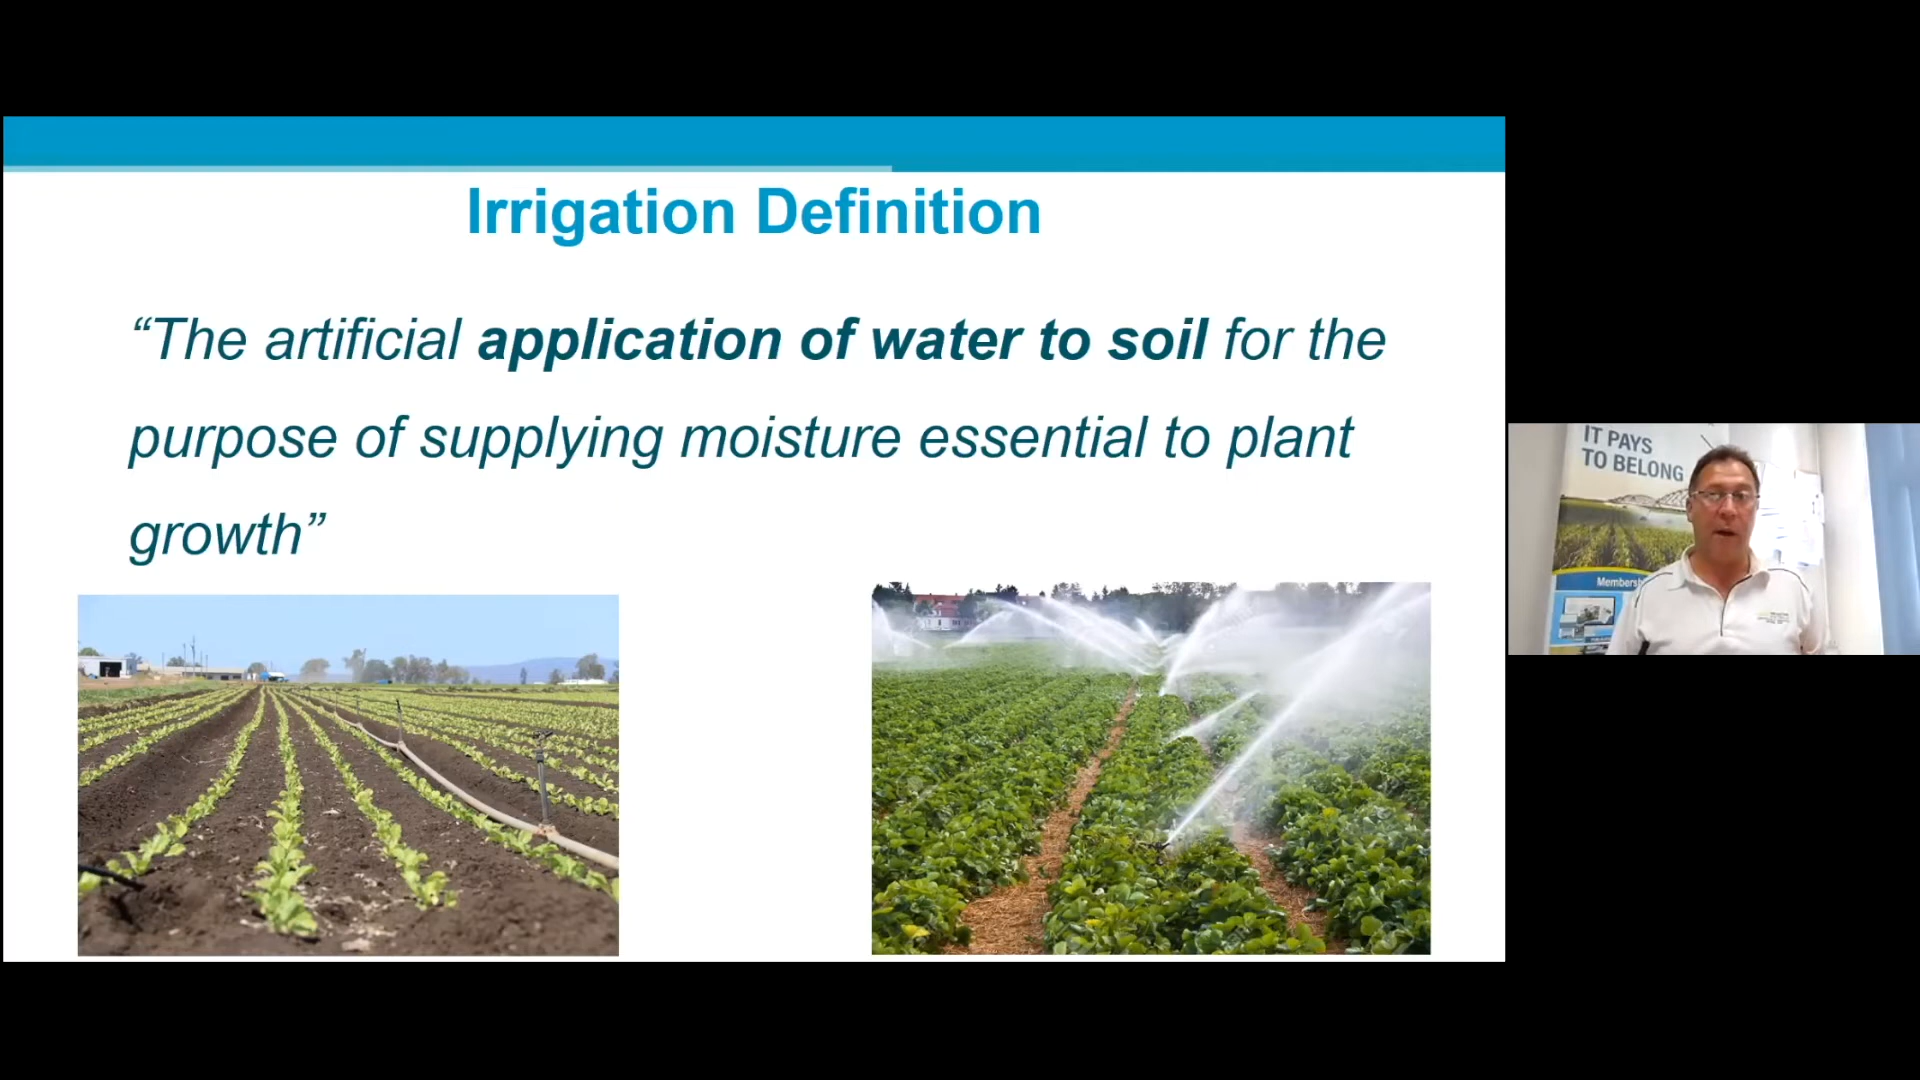 Irrigation Definition
“The artificial application of water to soil for the
purpose of supplying moisture essential to plant
growth”
IT PAYS
TO BELONG